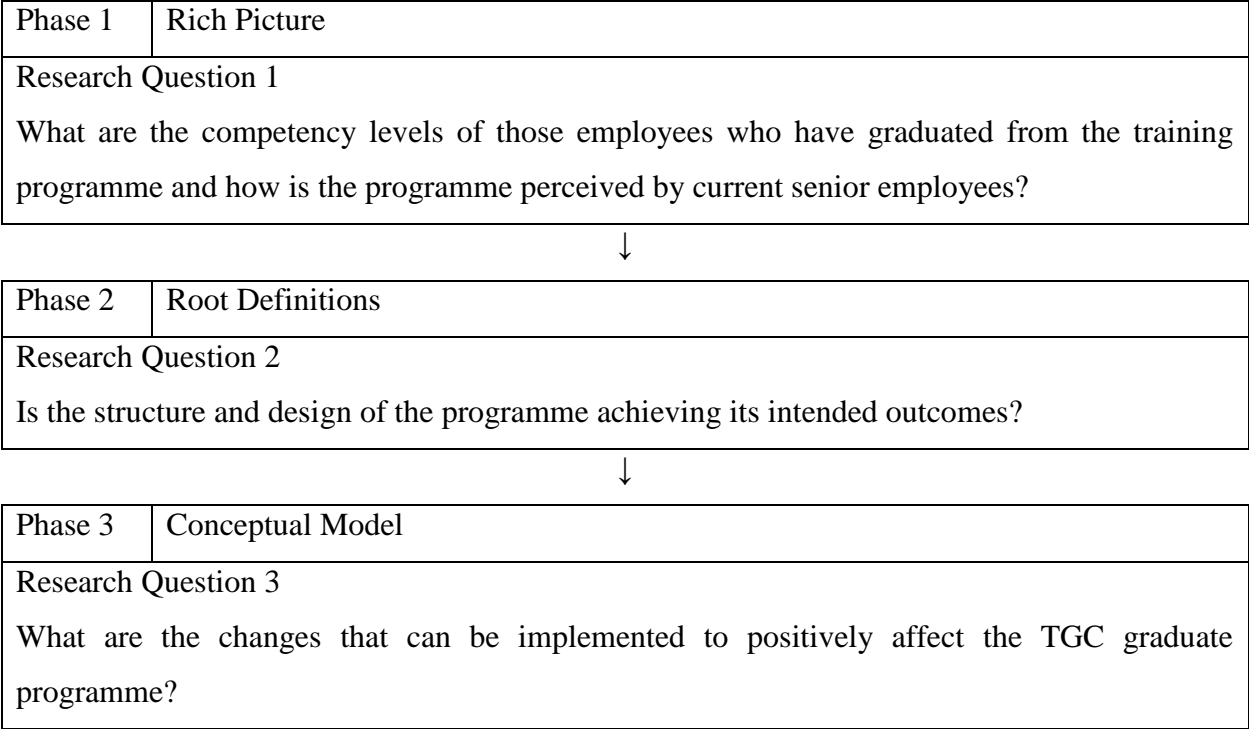 Phase 1 Rich Picture
Research Question 1
What are the competency levels of those employees who have graduated from the training
programme and how is the programme perceived by current senior employees?
↓
Phase 2 Root Definitions
Research Question 2
Is the structure and design of the programme achieving its intended outcomes?
↓
Phase 3 Conceptual Model
Research Question 3
What are the changes that can be implemented to positively affect the TGC graduate
programme?